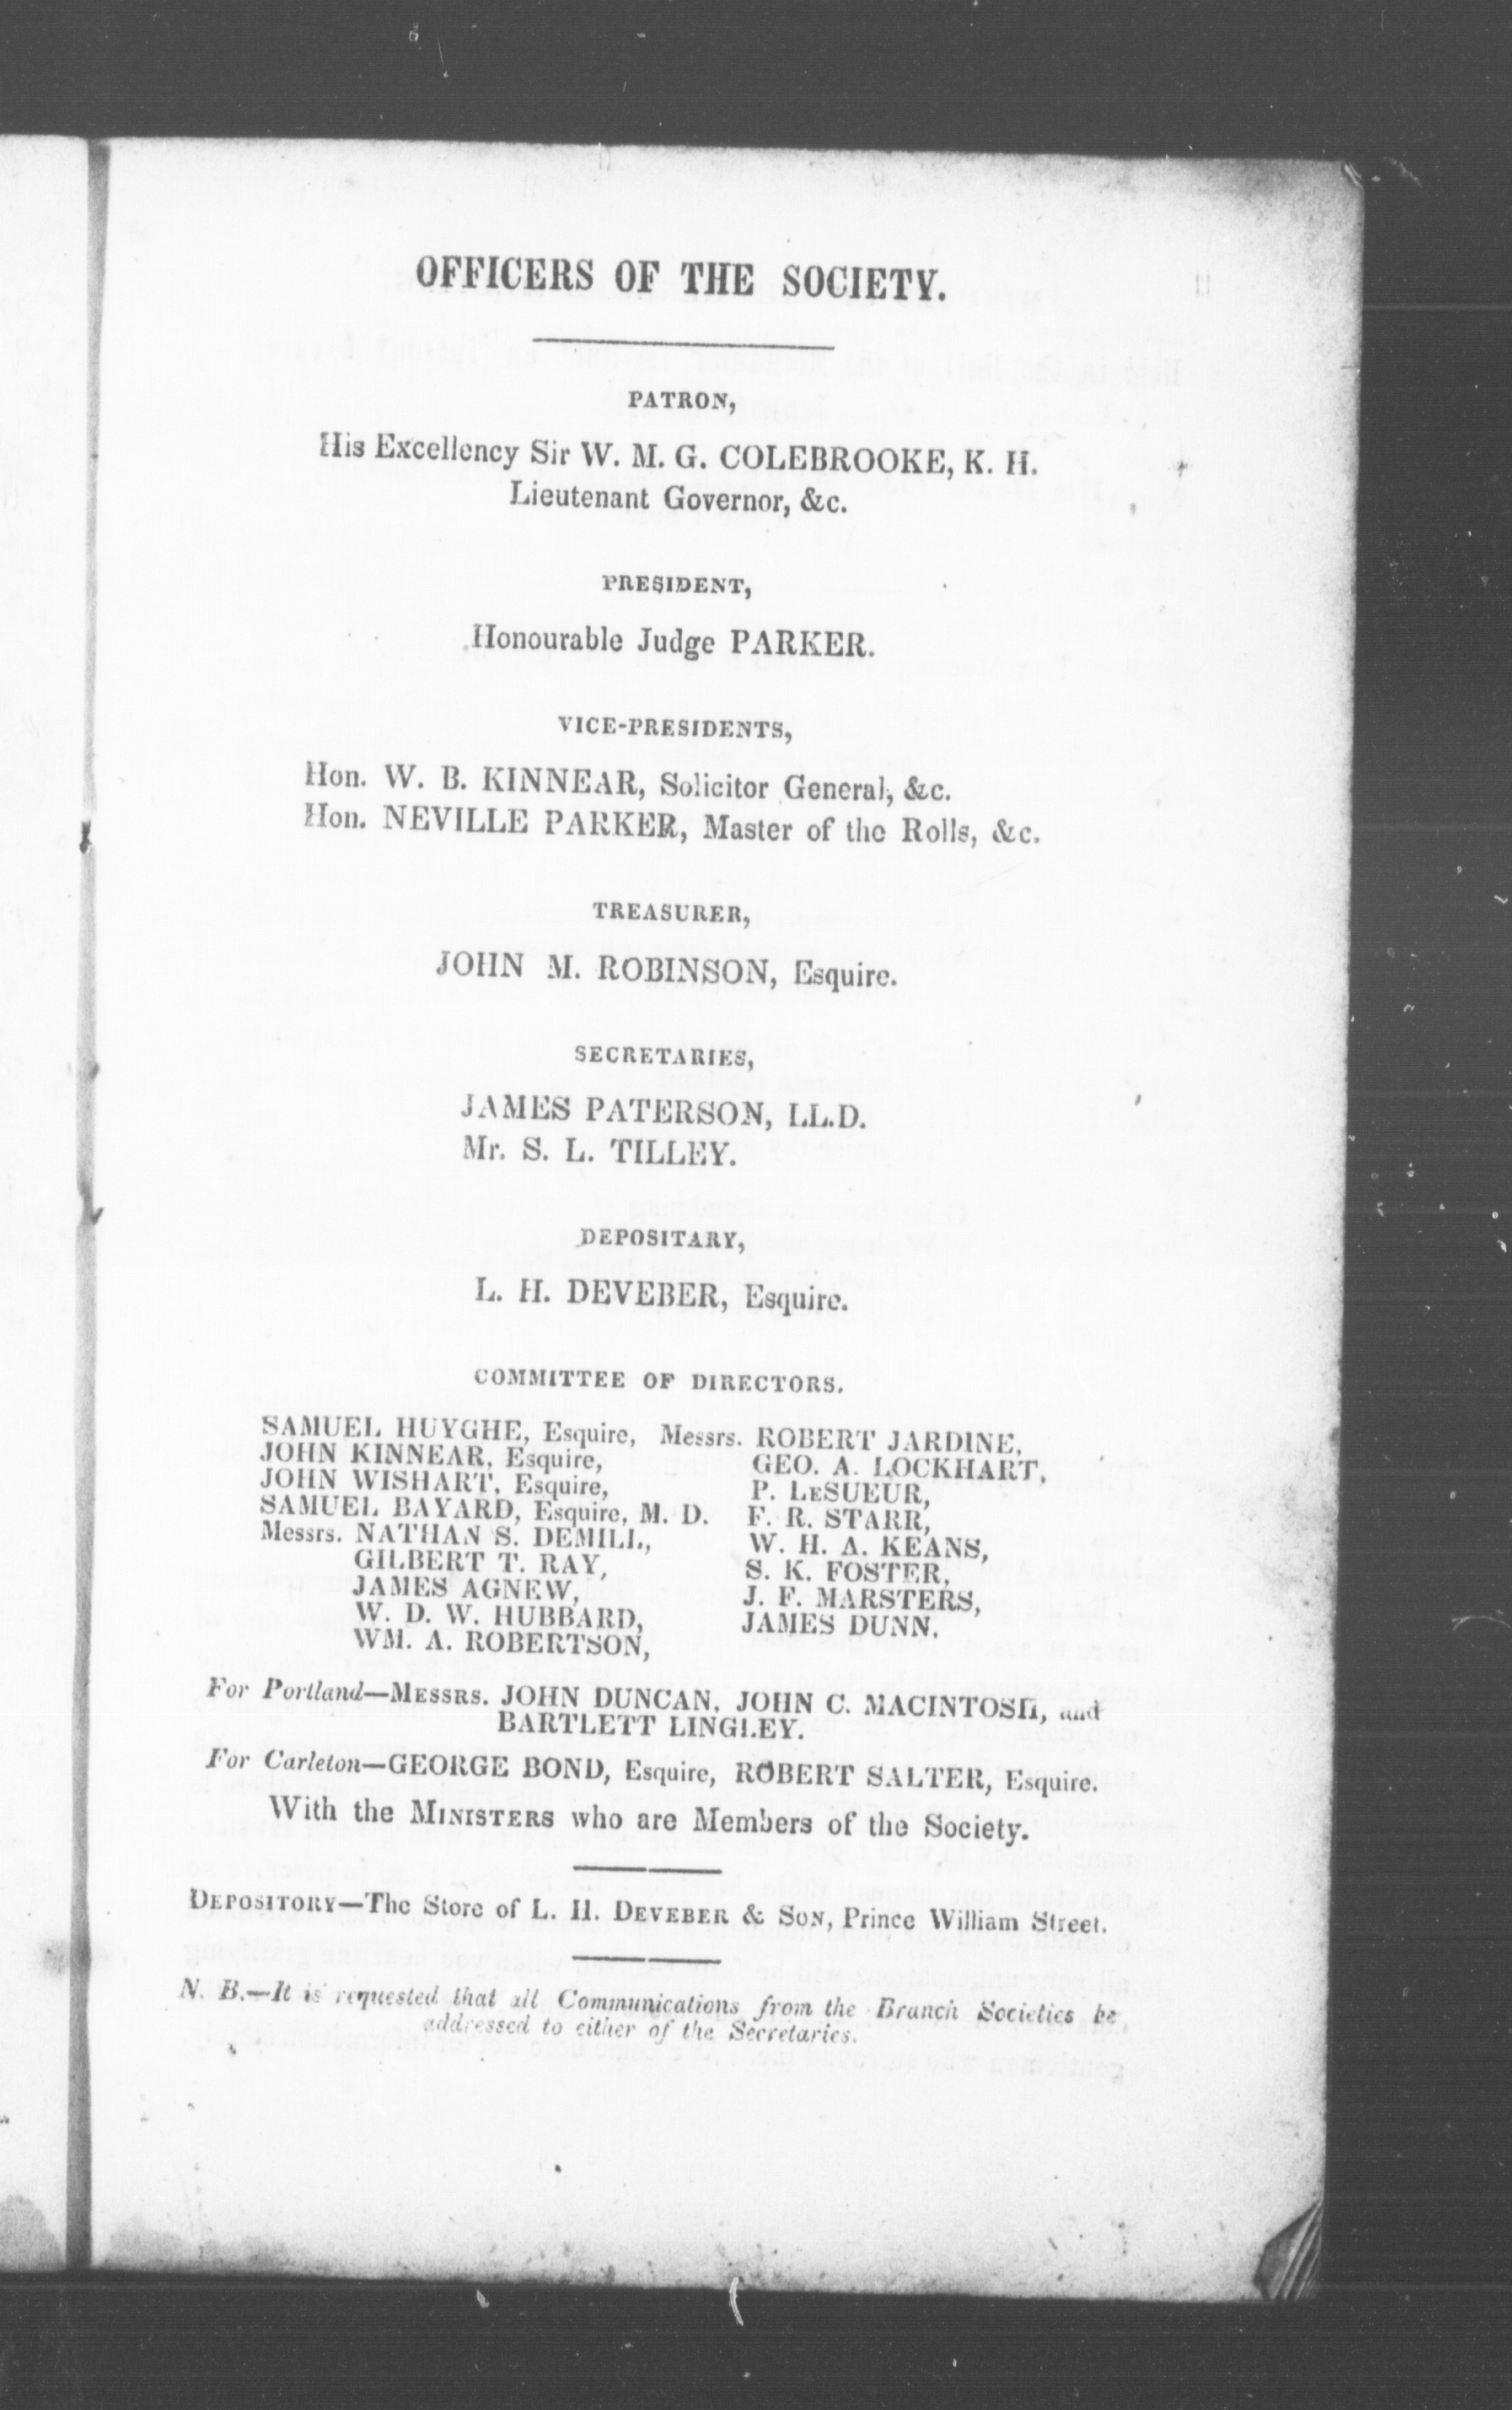 OFFICERS OF THE SOCIETY.
PATRON,
His Excellency Sir W. M. G. COLEBROOKE, K. H.
Lieutenant Governor, &c.
PRESIDENT,
Honourable Judge PARKER.
VICE-PRESIDENTS,
Hon. W. B. KINNEAR, Solicitor General, &c.
Hon. NEVILLE PARKER, Master of the Rolls, &c.
TREASURER,
JOHN M. ROBINSON, Esquire.
SECRETARIES,
JAMES PATERSON, LL.D.
Mr. S. L. TILLEY.
DEPOSITARY,
L. H. DEVEBER, Esquire.
COMMITTEE OF DIRECTORS.
SAMUEL HUYGHE, Esquire,
JOHN KINNEAR, Esquire,
JOHN WISHART, Esquire,
SAMUEL BAYARD, Esquire, M. D.
Messrs. NATHAN S. DEMILL,
GILBERT T. RAY,
JAMES AGNEW,
W. D. W. HUBBARD,
WM. A. ROBERTSON,
Messrs. ROBERT JARDINE,
GEO. A. LOCKHART,
P. LESUEUR,
F. R. STARR,
W. H. A. KEANS,
S. K. FOSTER,
J. F. MARSTERS,
JAMES DUNN.
For Portland—MESSRS. JOHN DUNCAN, JOHN C. MACINTOSH, and
BARTLETT LINGLEY.
For Carleton—GEORGE BOND, Esquire, ROBERT SALTER, Esquire.
With the MINISTERS who are Members of the Society.
DEPOSITORY—The Store of L. H. DEVEBER & SON, Prince William Street.
N. B.—It is requested that all Communications from the Branch Societies be
addressed to either of the Secretaries.